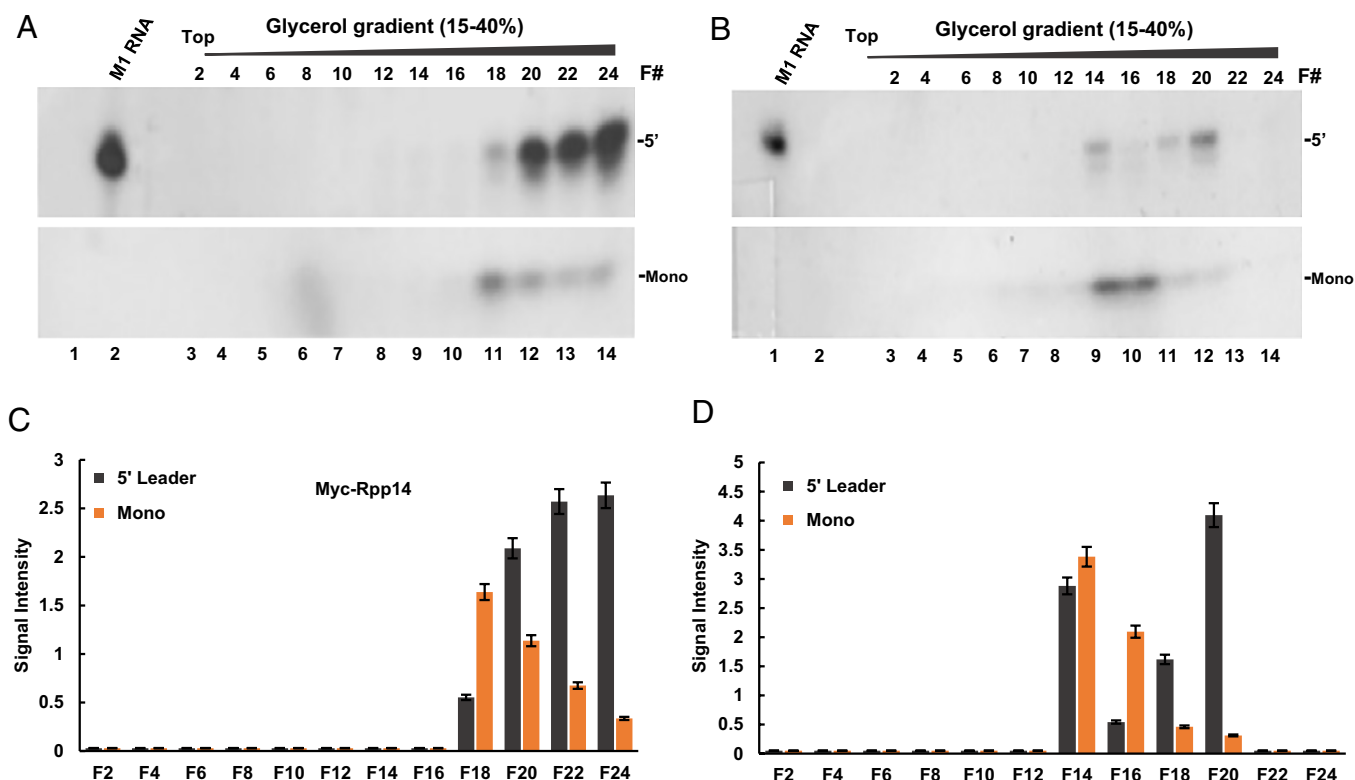 A
M1 RNA
Top
Glycerol gradient (15-40%)
2 4 6 8 10 12 14 16 18 20 22 24 F#
-5’
-Mono
1 2 3 4 5 6 7 8 9 10 11 12 13 14
B
M1 RNA
Top
Glycerol gradient (15-40%)
2 4 6 8 10 12 14 16 18 20 22 24 F#
-5’
-Mono
1 2 3 4 5 6 7 8 9 10 11 12 13 14
C
Signal Intensity
3
2.5
2
1.5
1
0.5
0
5' Leader
Mono
Myc-Rpp14
F2 F4 F6 F8 F10 F12 F14 F16 F18 F20 F22 F24
D
Signal Intensity
5
4.5
4
3.5
3
2.5
2
1.5
1
0.5
0
5' Leader
Mono
F2 F4 F6 F8 F10 F12 F14 F16 F18 F20 F22 F24